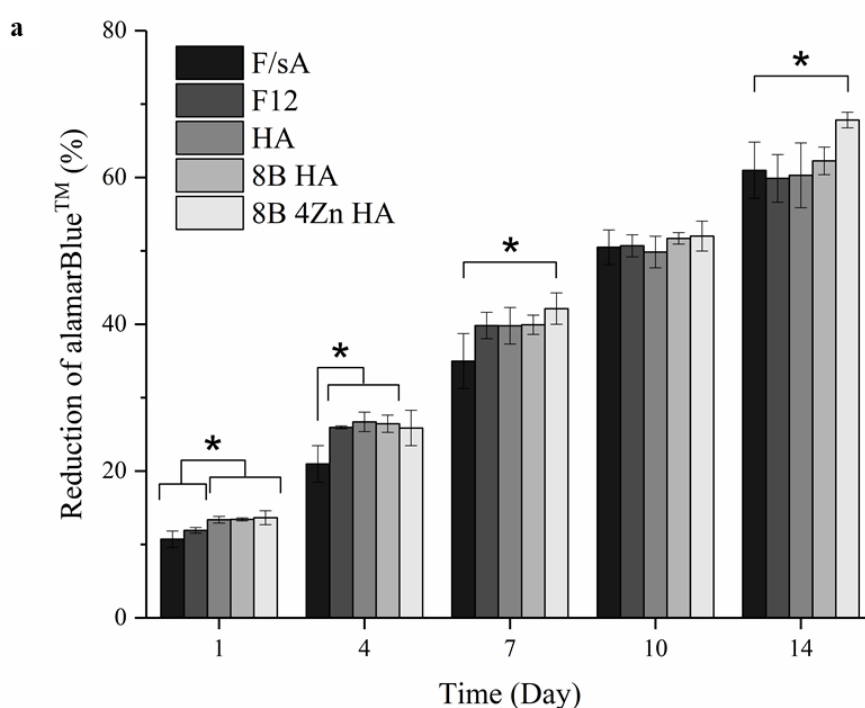 a
80
60
40
20
0
Reduction of alamarBlue™ (%)
F/sA
F12
HA
8B HA
8B 4Zn HA
*
*
*
*
1 4 7 10 14
Time (Day)